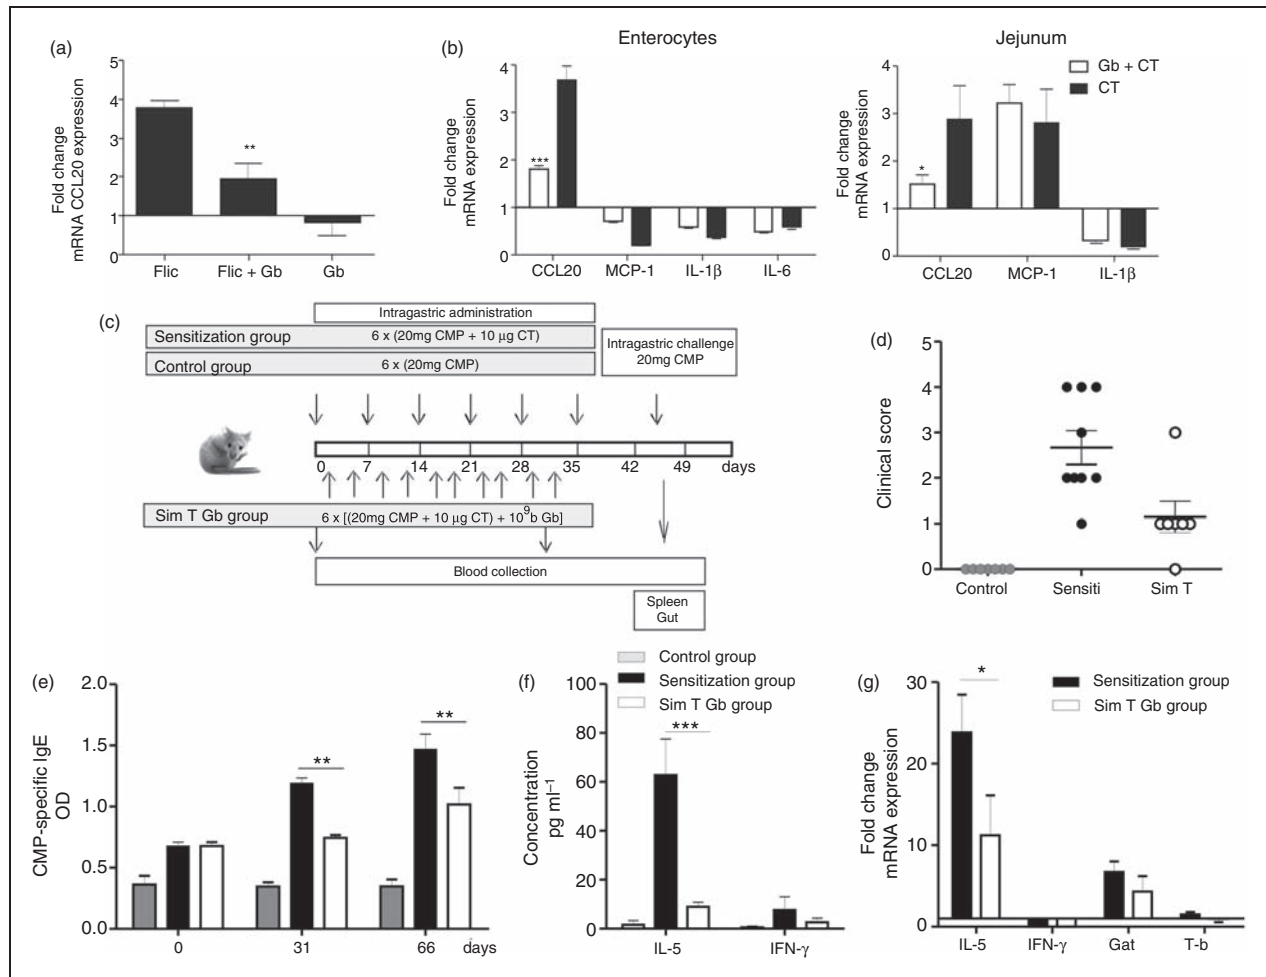 (a)
5
4
3
2
1
0
Fold change
mRNA CCL20 expression
**
Flic
Flic + Gb
Gb
(b)
Enterocytes
4
3
2
1
0
Fold change
mRNA expression
***
CCL20
MCP-1
IL-1β
IL-6
Jejunum
Gb + CT
CT
4
3
2
1
0
Fold change
mRNA expression
*
CCL20
MCP-1
IL-1β
(c)
Intragastric administration
Sensitization group 6 x (20mg CMP + 10 µg CT)
Control group 6 x (20mg CMP)
Intragastric challenge
20mg CMP
0 7 14 21 28 35 42 49 days
Sim T Gb group 6 x [(20mg CMP + 10 µg CT) + 10⁹b Gb]
Blood collection
Spleen
Gut
(d)
5
4
3
2
1
0
Clinical score
Control
Sensiti
Sim T
(e)
2.0
1.5
1.0
0.5
0.0
CMP-specific IgE
OD
**
**
0 31 66 days
Control group
Sensitization group
Sim T Gb group
(f)
100
80
60
40
20
0
Concentration
pg ml⁻¹
***
IL-5
IFN-γ
(g)
30
20
10
0
Fold change
mRNA expression
*
Sensitization group
Sim T Gb group
IL-5
IFN-γ
Gat
T-b